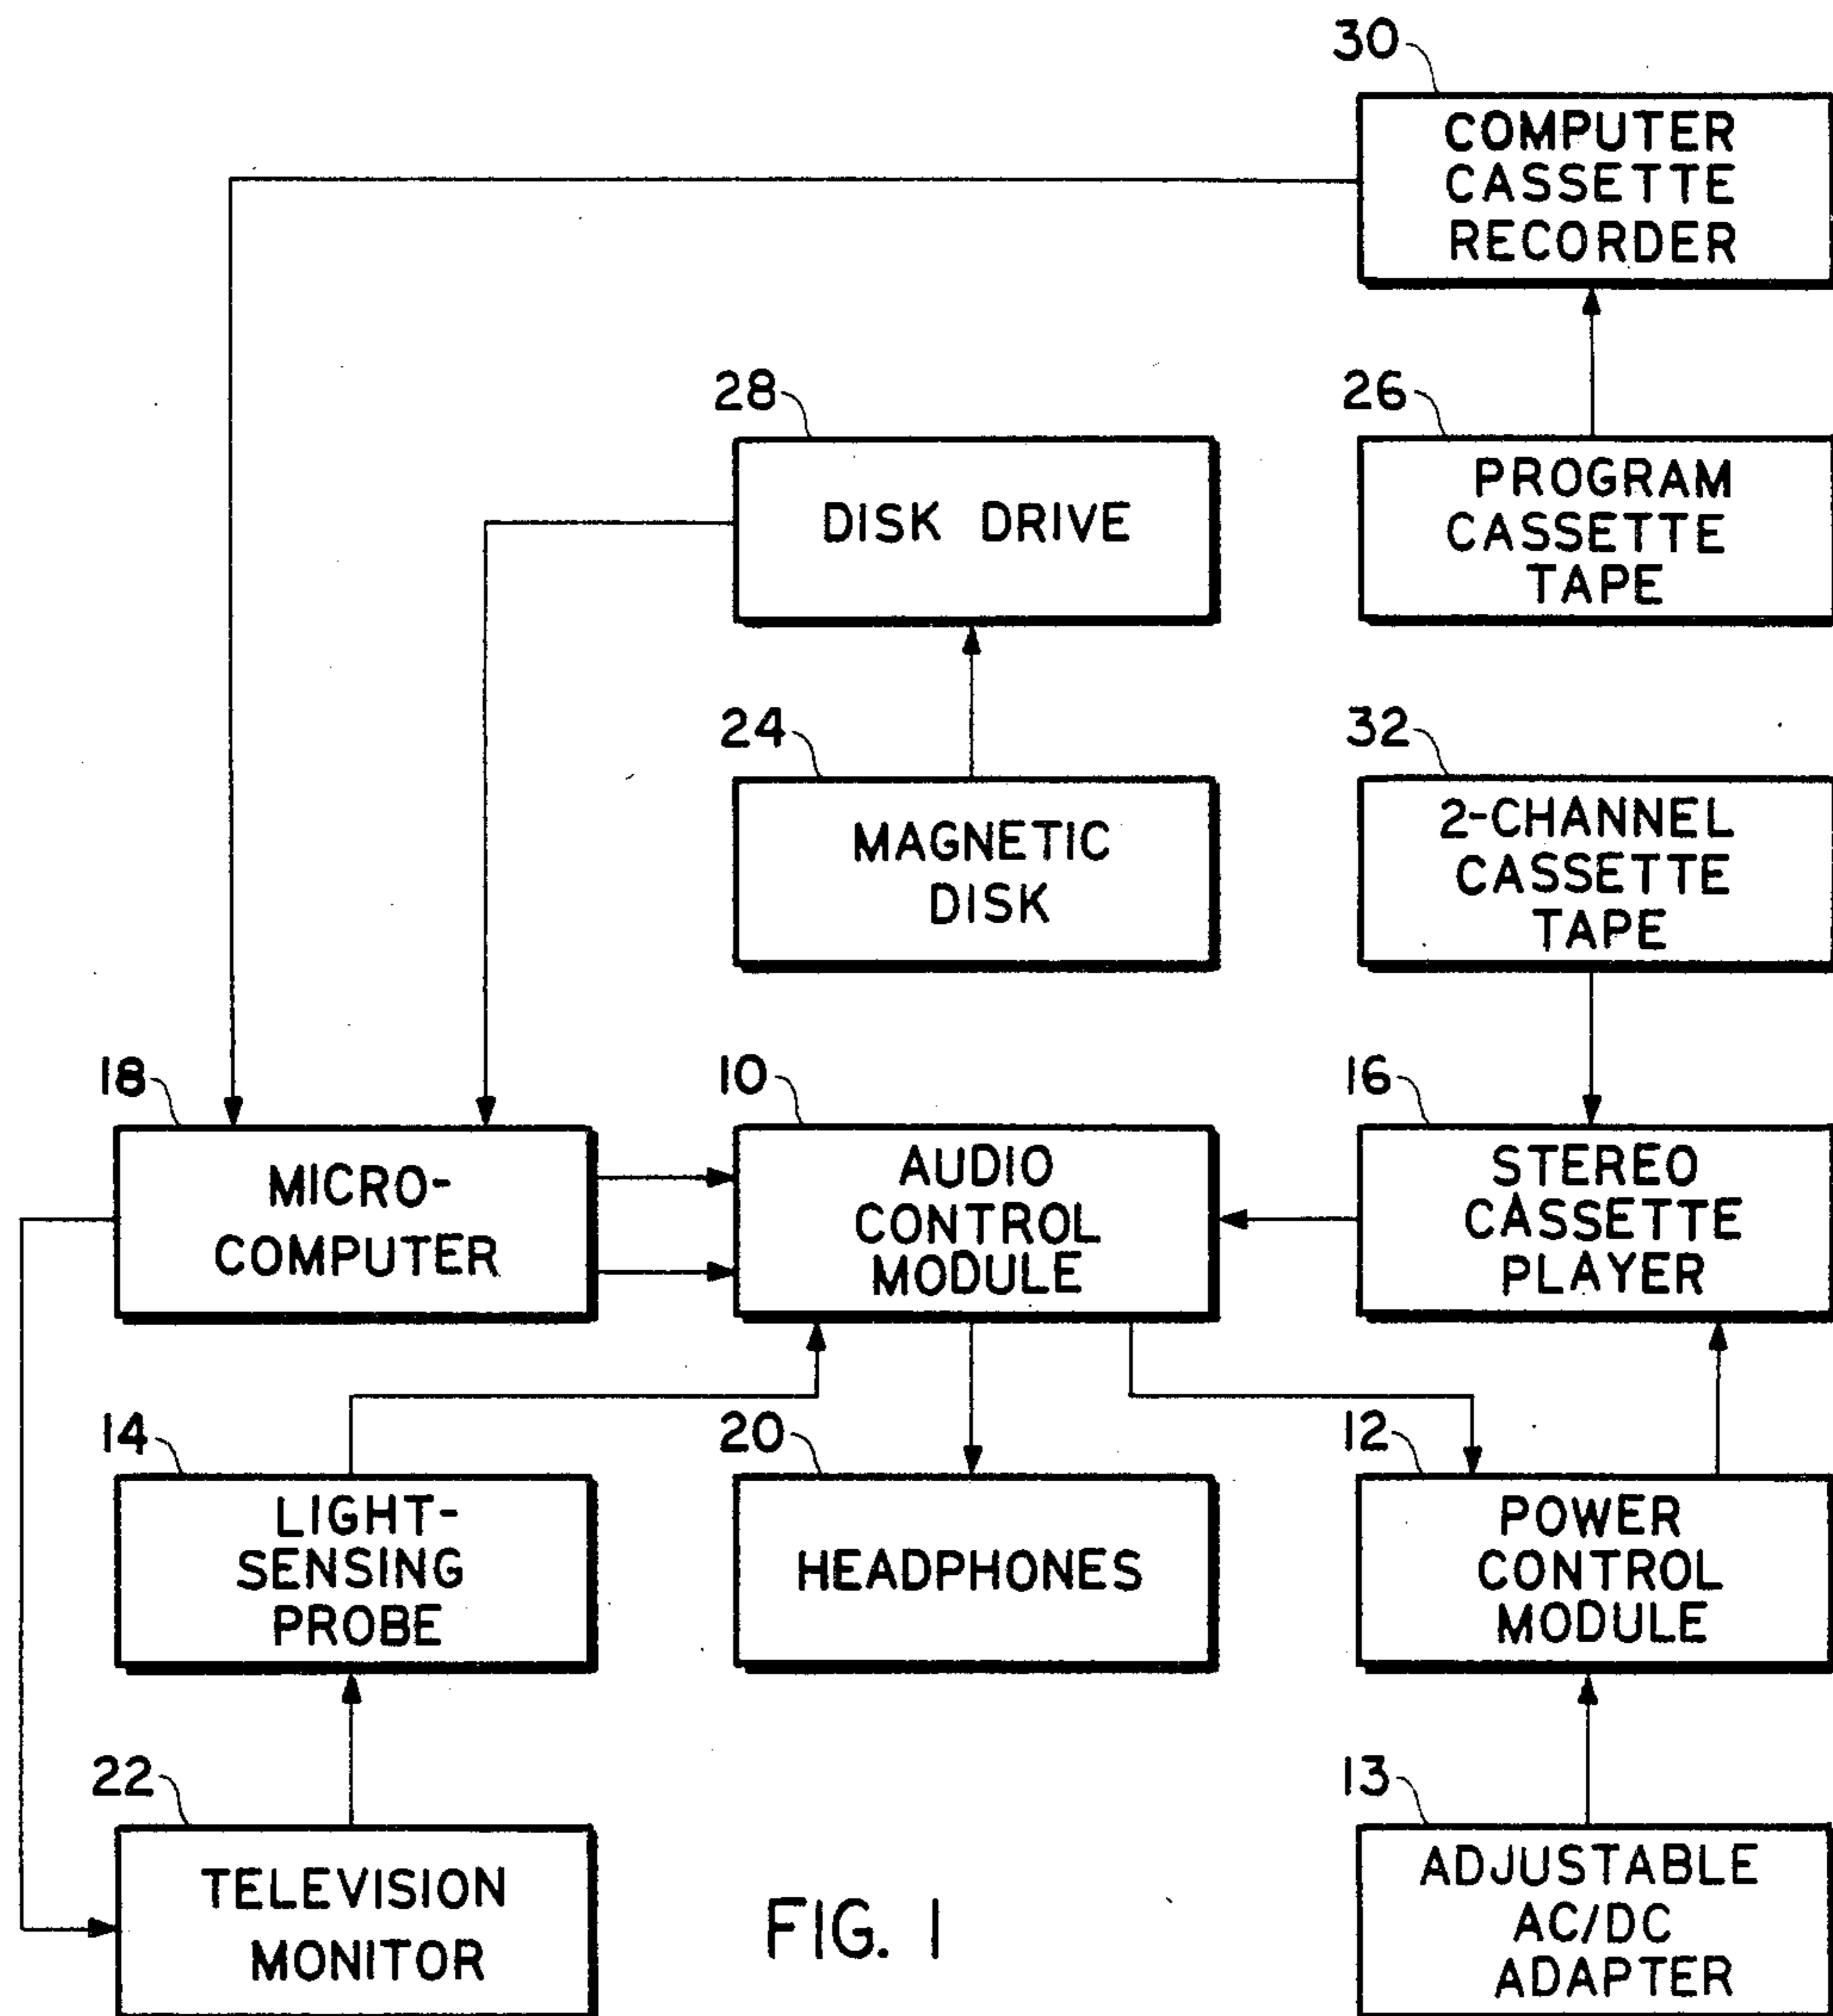 30
COMPUTER
CASSETTE
RECORDER
28
DISK DRIVE
26
PROGRAM
CASSETTE
TAPE
24
MAGNETIC
DISK
32
2-CHANNEL
CASSETTE
TAPE
18
MICRO-
COMPUTER
10
AUDIO
CONTROL
MODULE
16
STEREO
CASSETTE
PLAYER
14
LIGHT-
SENSING
PROBE
20
HEADPHONES
12
POWER
CONTROL
MODULE
22
TELEVISION
MONITOR
13
ADJUSTABLE
AC/DC
ADAPTER
FIG. 1